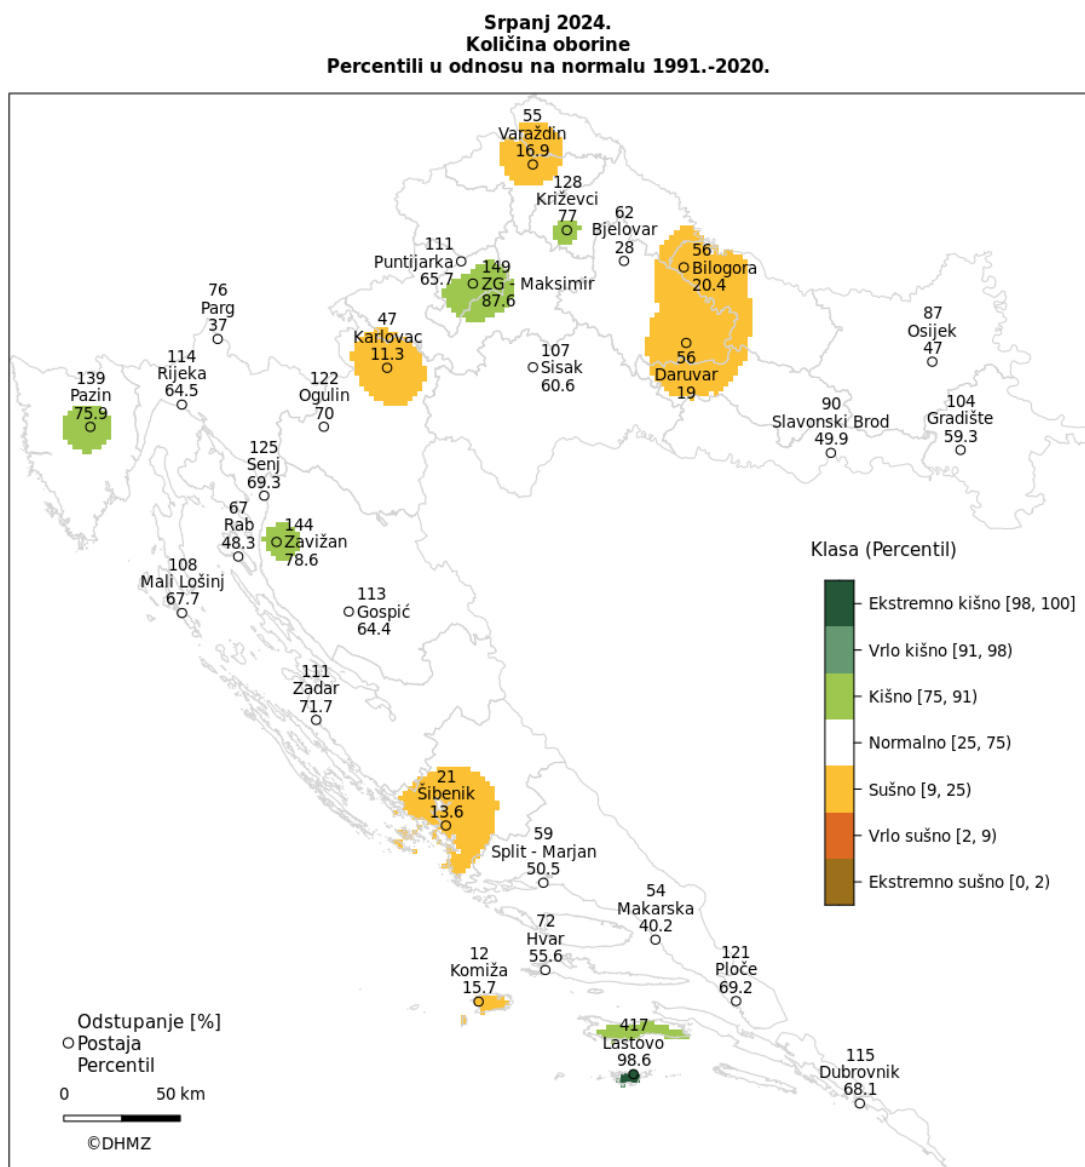 Srpanj 2024.
Količina oborine
Percentili u odnosu na normalu 1991.-2020.
55
Varaždin
16.9
128
Križevci
77
62
Bjelovar
28
111
Puntijarka
65.7
149
ZG - Maksimir
87.6
56
Bilogora
20.4
76
Parg
37
47
Karlovac
11.3
87
Osijek
47
114
Rijeka
64.5
107
Sisak
60.6
56
Daruvar
19
139
Pazin
75.9
122
Ogulin
70
90
Slavonski Brod
49.9
104
Gradište
59.3
125
Senj
69.3
67
Rab
48.3
144
Zavižan
78.6
108
Mali Lošinj
67.7
113
Gospić
64.4
111
Zadar
71.7
21
Šibenik
13.6
59
Split - Marjan
50.5
54
Makarska
40.2
72
Hvar
55.6
12
Komiža
15.7
121
Ploče
69.2
417
Lastovo
98.6
115
Dubrovnik
68.1
Klasa (Percentil)
Ekstremno kišno [98, 100]
Vrlo kišno [91, 98)
Kišno [75, 91)
Normalno [25, 75)
Sušno [9, 25)
Vrlo sušno [2, 9)
Ekstremno sušno [0, 2)
Odstupanje [%]
Postaja
Percentil
0 50 km
©DHMZ